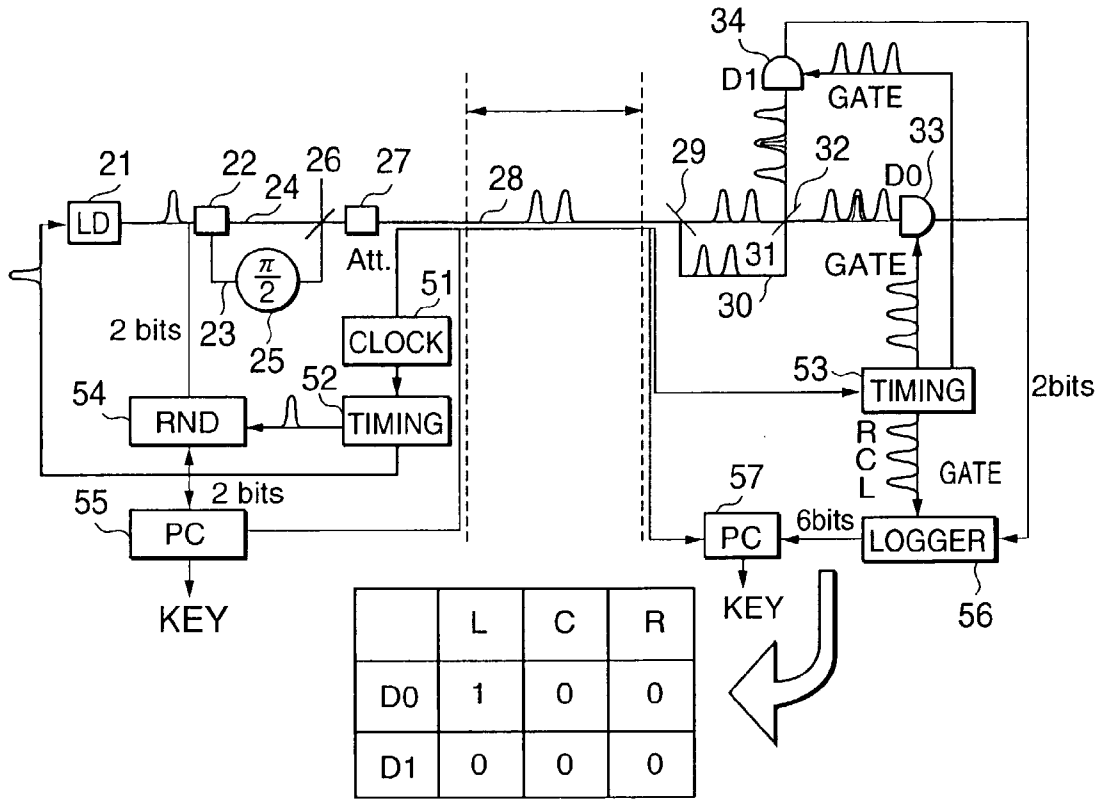 34
D1
GATE
21
22
24
26
27
28
29
32
33
D0
LD
Att.
31
30
GATE
π/2
23
25
2 bits
51
CLOCK
52
TIMING
53
TIMING
2bits
54
RND
R
C
L
GATE
2 bits
55
PC
57
PC
6bits
LOGGER
56
KEY
KEY
L C R
D0 1 0 0
D1 0 0 0